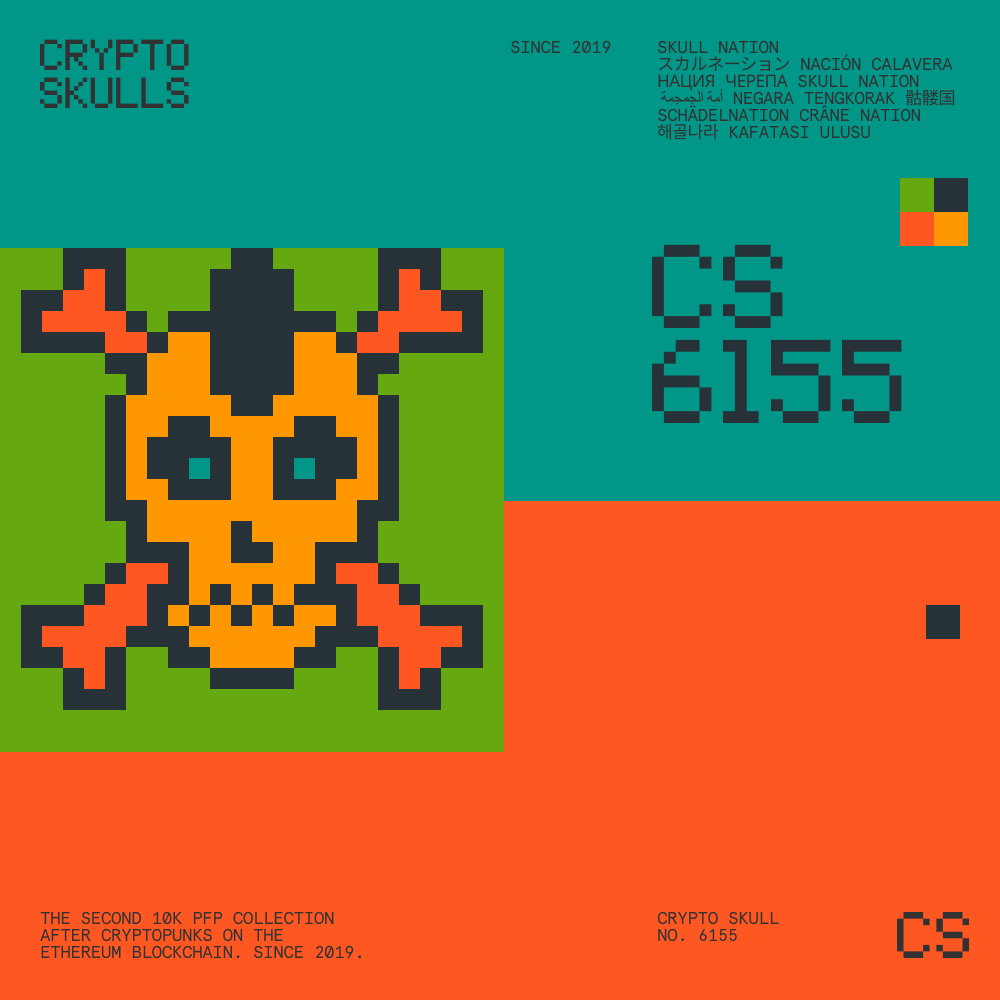 CRYPTO
SKULLS
SINCE 2019
SKULL NATION
スカルネーション NACIÓN CALAVERA
НАЦИЯ ЧЕРЕПА SKULL NATION
أمة الجمجمة NEGARA TENGKORAK 骷髅国
SCHÄDELNATION CRÂNE NATION
해골나라 KAFATASI ULUSU
CS
6155
THE SECOND 10K PFP COLLECTION
AFTER CRYPTOPUNKS ON THE
ETHEREUM BLOCKCHAIN. SINCE 2019.
CRYPTO SKULL
NO. 6155
CS